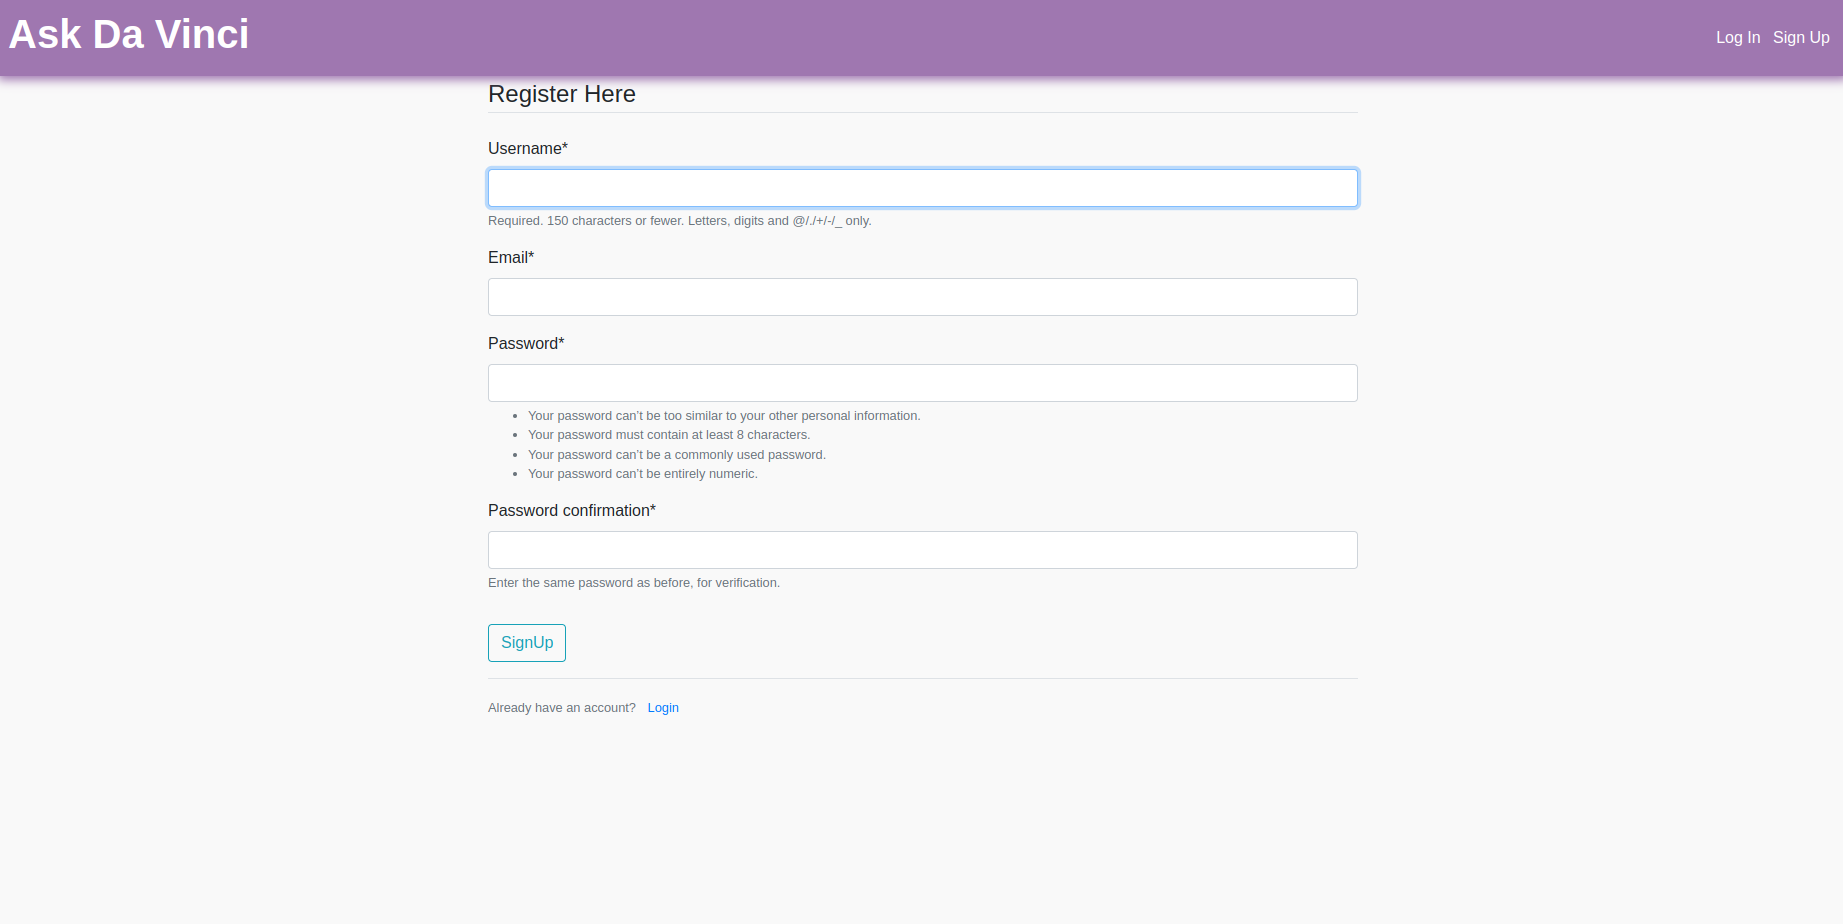 Ask Da Vinci
Log In Sign Up
Register Here
Username*
Required. 150 characters or fewer. Letters, digits and @/./+/-/_ only.
Email*
Password*
Your password can't be too similar to your other personal information.
Your password must contain at least 8 characters.
Your password can't be a commonly used password.
Your password can't be entirely numeric.
Password confirmation*
Enter the same password as before, for verification.
SignUp
Already have an account? Login